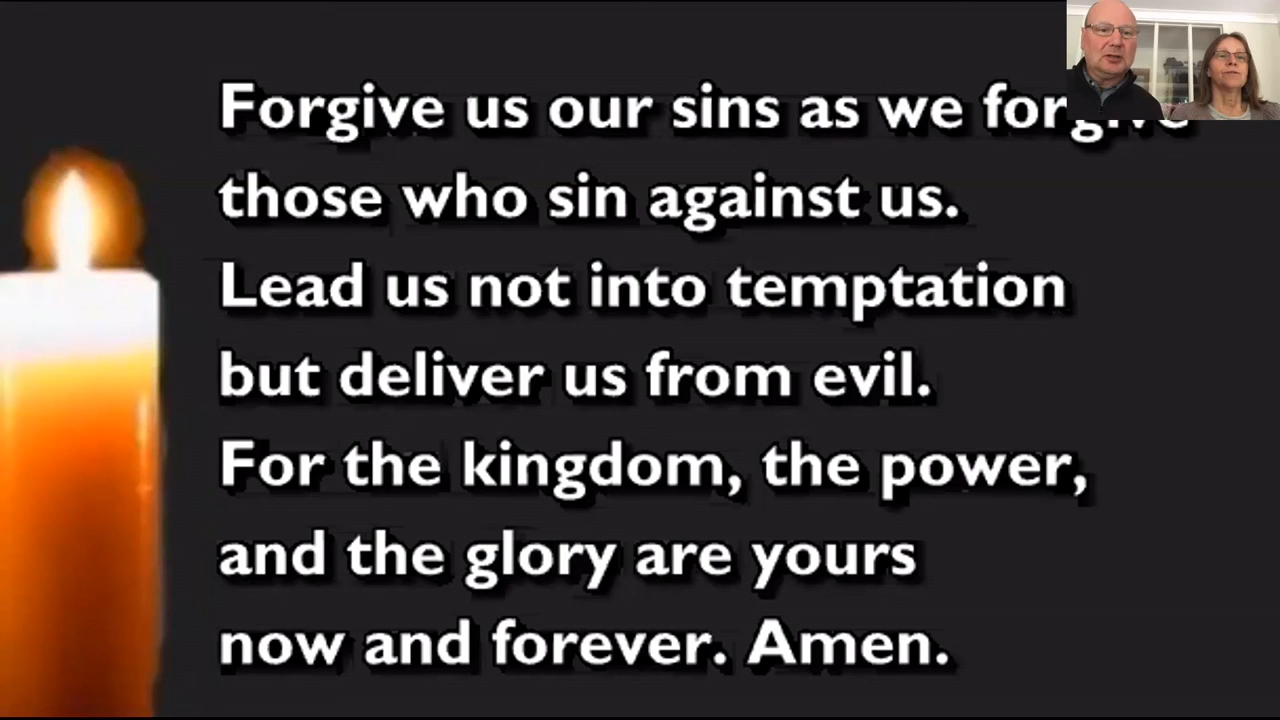 Forgive us our sins as we forgive
those who sin against us.
Lead us not into temptation
but deliver us from evil.
For the kingdom, the power,
and the glory are yours
now and forever. Amen.